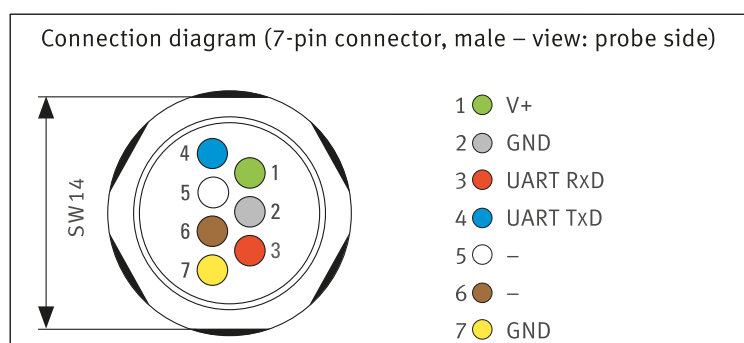 Connection diagram (7-pin connector, male – view: probe side)
SW14
4
1
5
2
6
3
7
1 V+
2 GND
3 UART RxD
4 UART TxD
5 –
6 –
7 GND